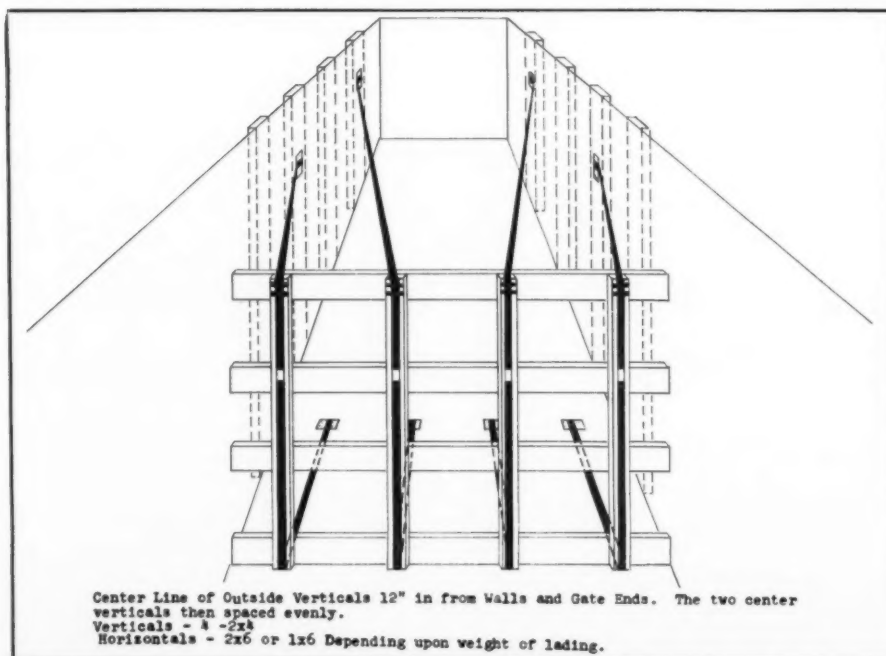 Center Line of Outside Verticals 12" in from Walls and Gate Ends. The two center
verticals then spaced evenly.
Verticals - 4 -2x4
Horizontals - 2x6 or 1x6 Depending upon weight of lading.